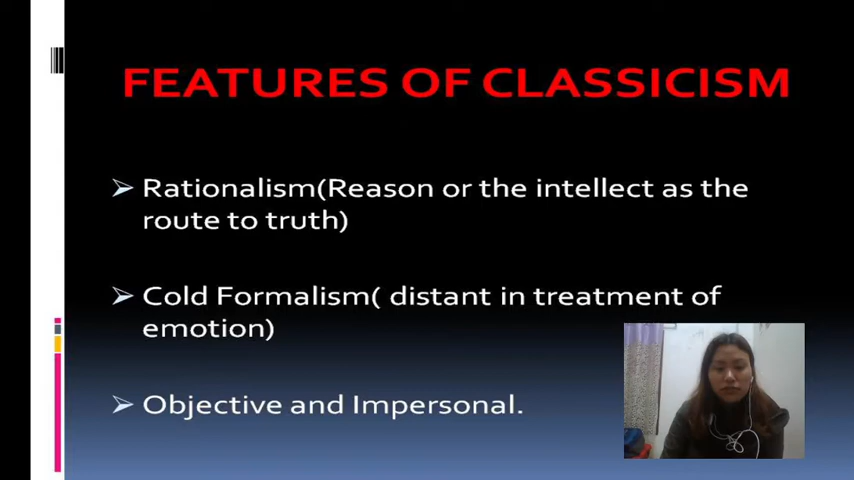 FEATURES OF CLASSICISM
Rationalism(Reason or the intellect as the
route to truth)
Cold Formalism( distant in treatment of
emotion)
Objective and Impersonal.